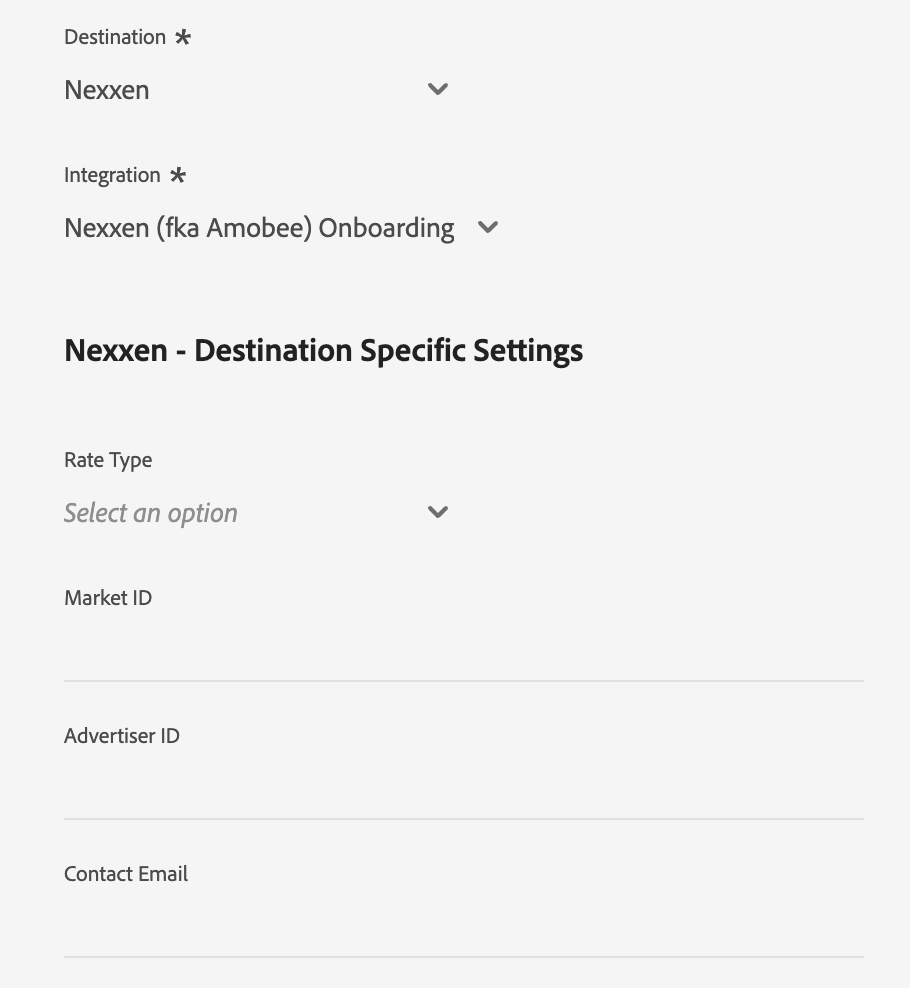 Destination *
Nexxen
Integration *
Nexxen (fka Amobee) Onboarding
Nexxen - Destination Specific Settings
Rate Type
Select an option
Market ID
Advertiser ID
Contact Email